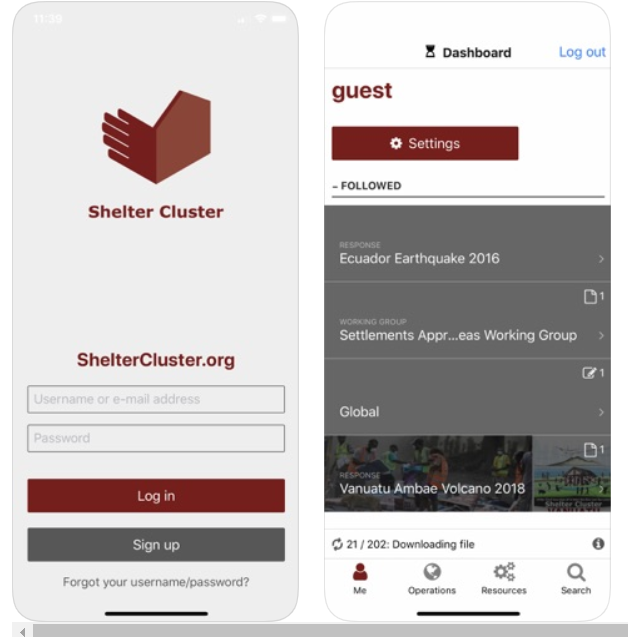 11:39
Shelter Cluster
ShelterCluster.org
Username or e-mail address
Password
Log in
Sign up
Forgot your username/password?
Dashboard
Log out
guest
Settings
– FOLLOWED
RESPONSE
Ecuador Earthquake 2016
1
WORKING GROUP
Settlements Appr...eas Working Group
1
Global
1
RESPONSE
Vanuatu Ambae Volcano 2018
Shelter Cluster
21 / 202: Downloading file
Me
Operations
Resources
Search